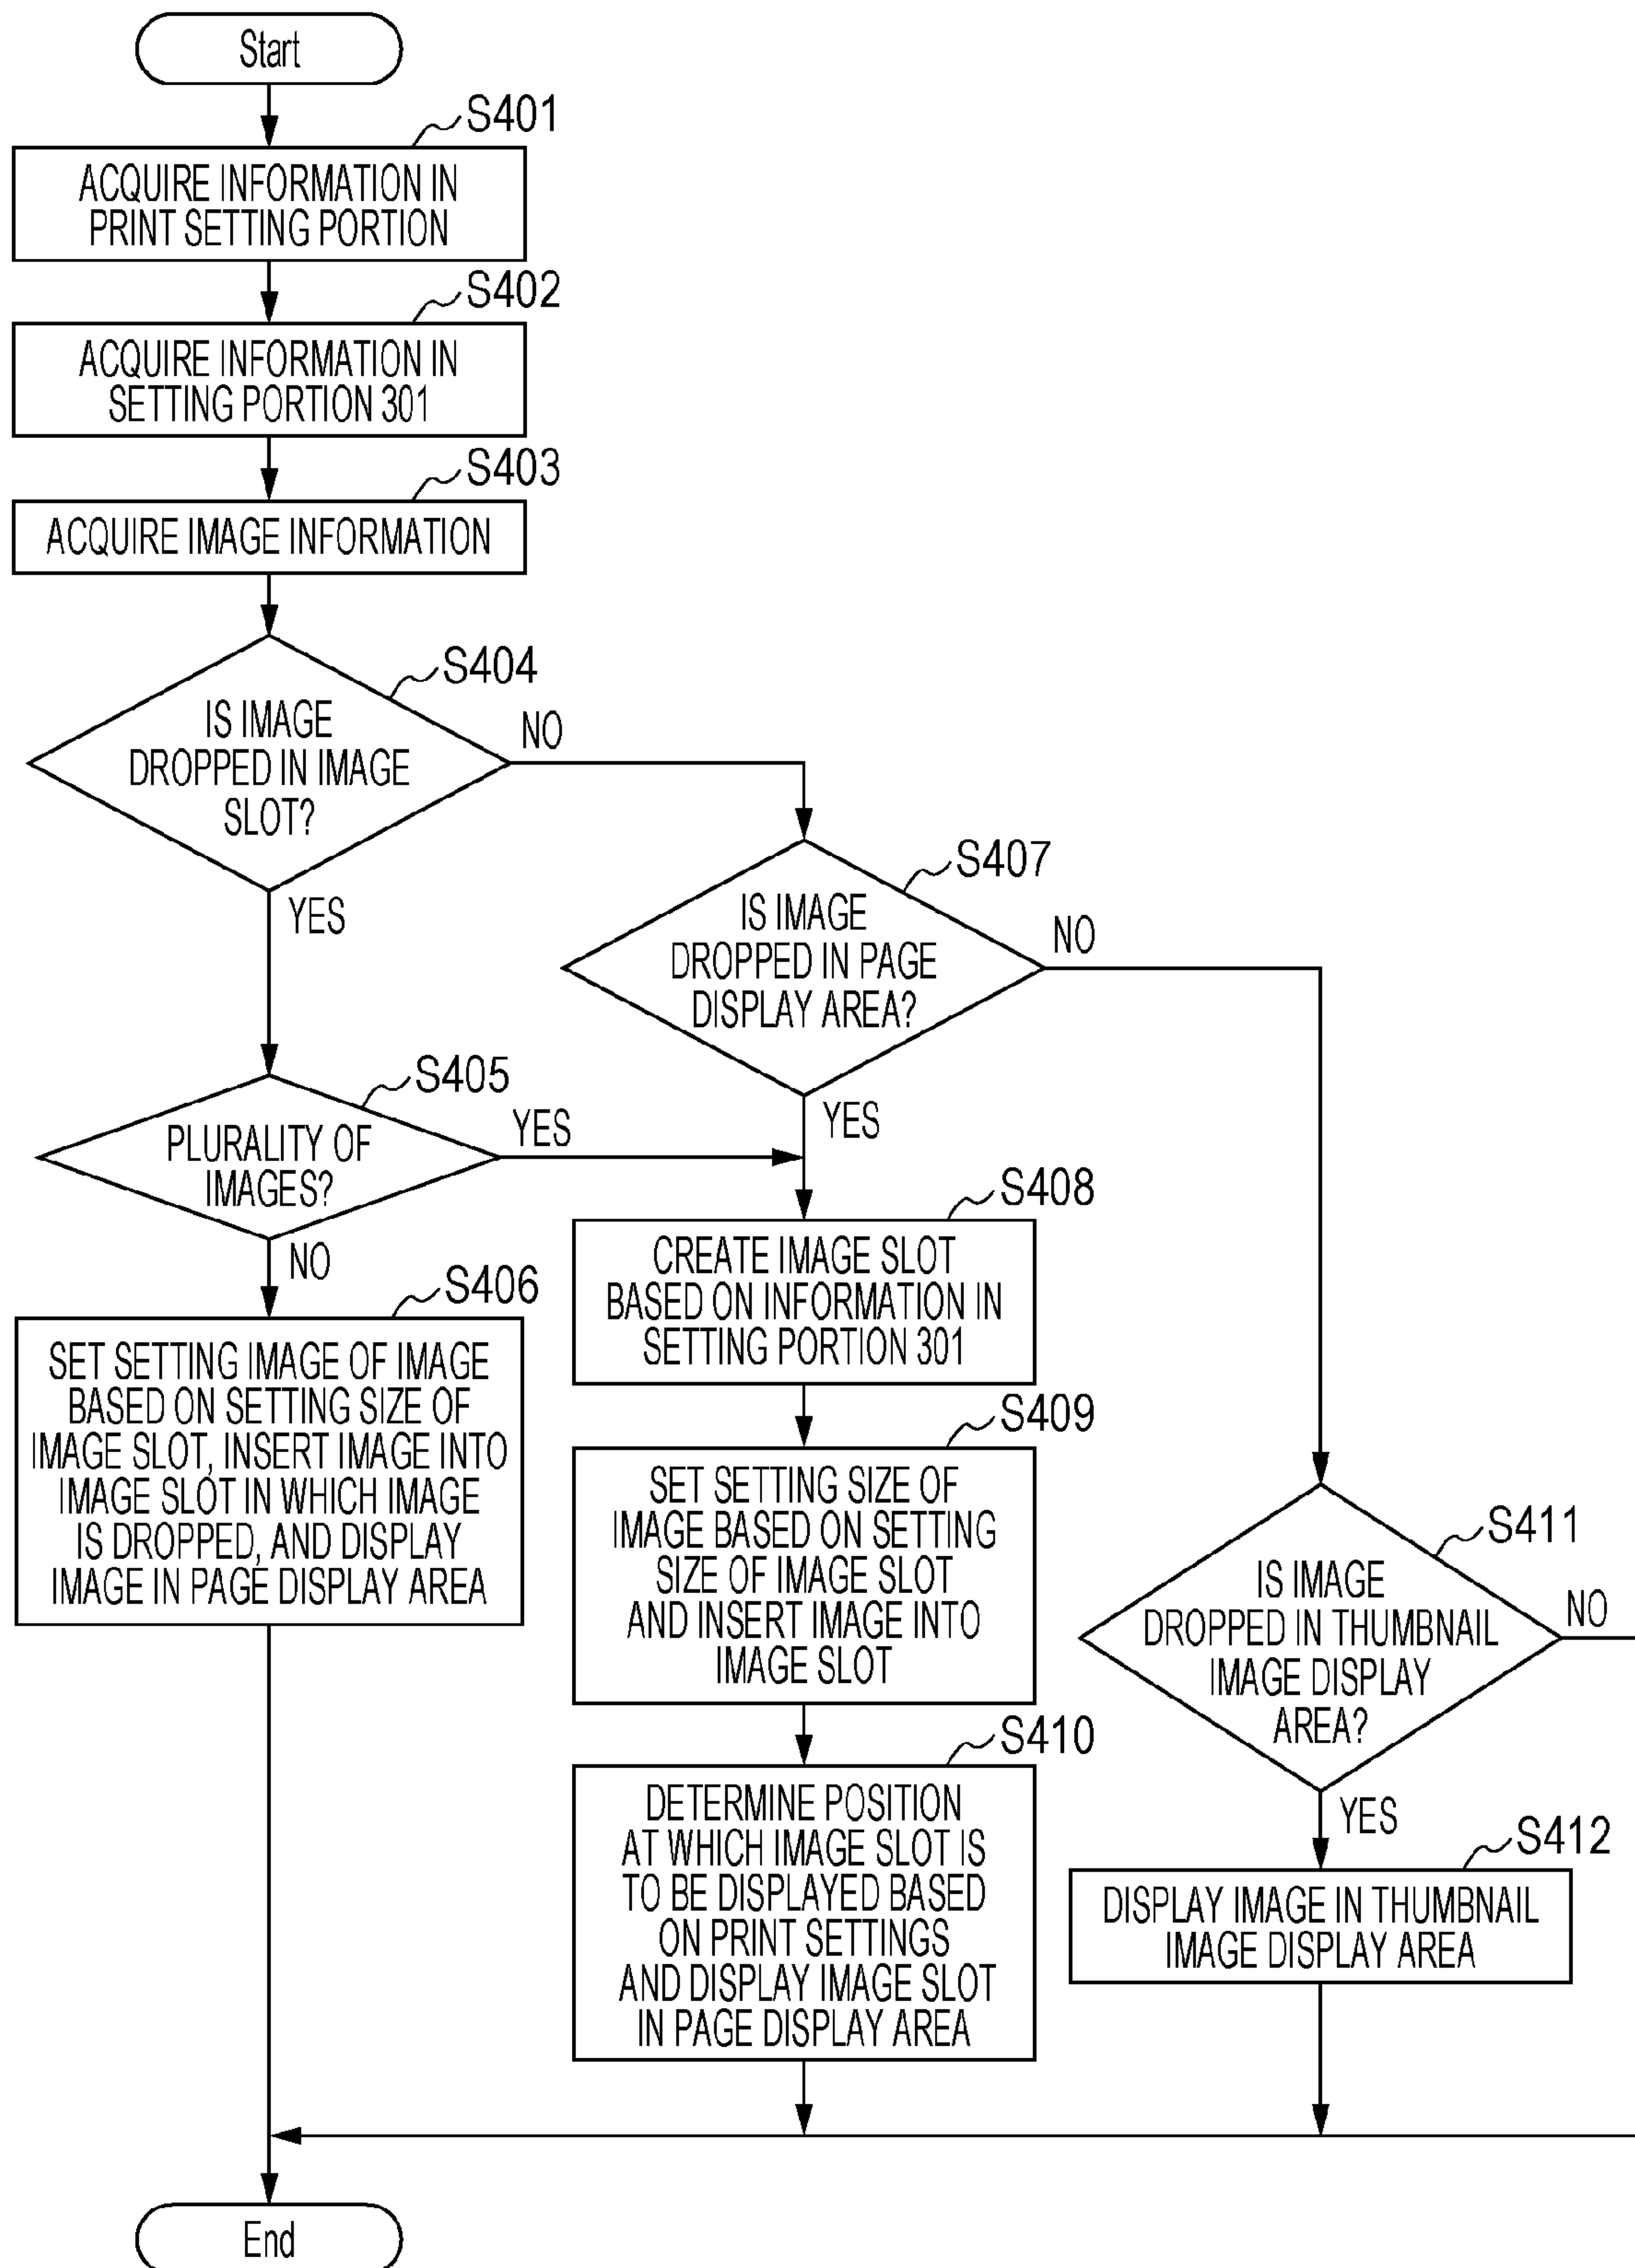 Start
S401
ACQUIRE INFORMATION IN
PRINT SETTING PORTION
S402
ACQUIRE INFORMATION IN
SETTING PORTION 301
S403
ACQUIRE IMAGE INFORMATION
S404
IS IMAGE
DROPPED IN IMAGE
SLOT?
NO
YES
S407
IS IMAGE
DROPPED IN PAGE
DISPLAY AREA?
NO
YES
S405
PLURALITY OF
IMAGES?
YES
NO
S406
SET SETTING IMAGE OF IMAGE
BASED ON SETTING SIZE OF
IMAGE SLOT, INSERT IMAGE INTO
IMAGE SLOT IN WHICH IMAGE
IS DROPPED, AND DISPLAY
IMAGE IN PAGE DISPLAY AREA
S408
CREATE IMAGE SLOT
BASED ON INFORMATION IN
SETTING PORTION 301
S409
SET SETTING SIZE OF
IMAGE BASED ON SETTING
SIZE OF IMAGE SLOT
AND INSERT IMAGE INTO
IMAGE SLOT
S410
DETERMINE POSITION
AT WHICH IMAGE SLOT IS
TO BE DISPLAYED BASED
ON PRINT SETTINGS
AND DISPLAY IMAGE SLOT
IN PAGE DISPLAY AREA
S411
IS IMAGE
DROPPED IN THUMBNAIL
IMAGE DISPLAY
AREA?
NO
YES
S412
DISPLAY IMAGE IN THUMBNAIL
IMAGE DISPLAY AREA
End